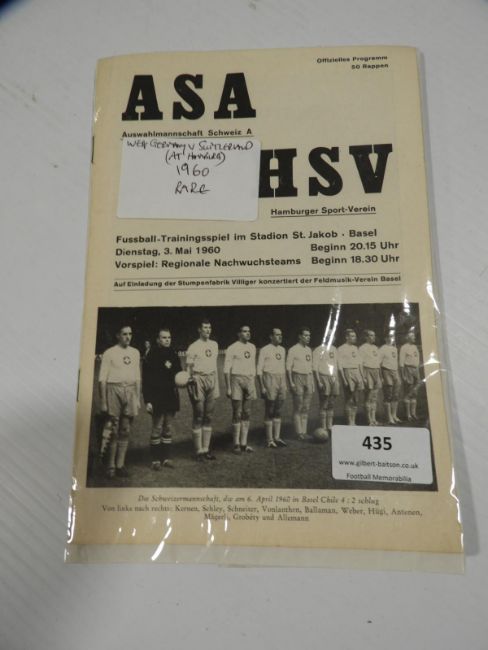 Offizielles Programm
50 Rappen
ASA
Auswahlmannschaft Schweiz A
WEST GERMANY V SWITZERLAND
(AT HAMBURG)
1960
RARE
HSV
Hamburger Sport-Verein
Fussball-Trainingsspiel im Stadion St. Jakob · Basel
Dienstag, 3. Mai 1960 Beginn 20.15 Uhr
Vorspiel: Regionale Nachwuchsteams Beginn 18.30 Uhr
Auf Einladung der Stumpenfabrik Villiger konzertiert der Feldmusik-Verein Basel
435
www.gilbert-baitson.co.uk
Football Memorabilia
Die Schweizermannschaft, die am 6. April 1960 in Basel Chile 4 : 2 schlug
Von links nach rechts: Kernen, Schley, Schneiter, Vonlanthen, Ballaman, Weber, Hügi, Antenen,
Mägerli, Grobéty und Allemann